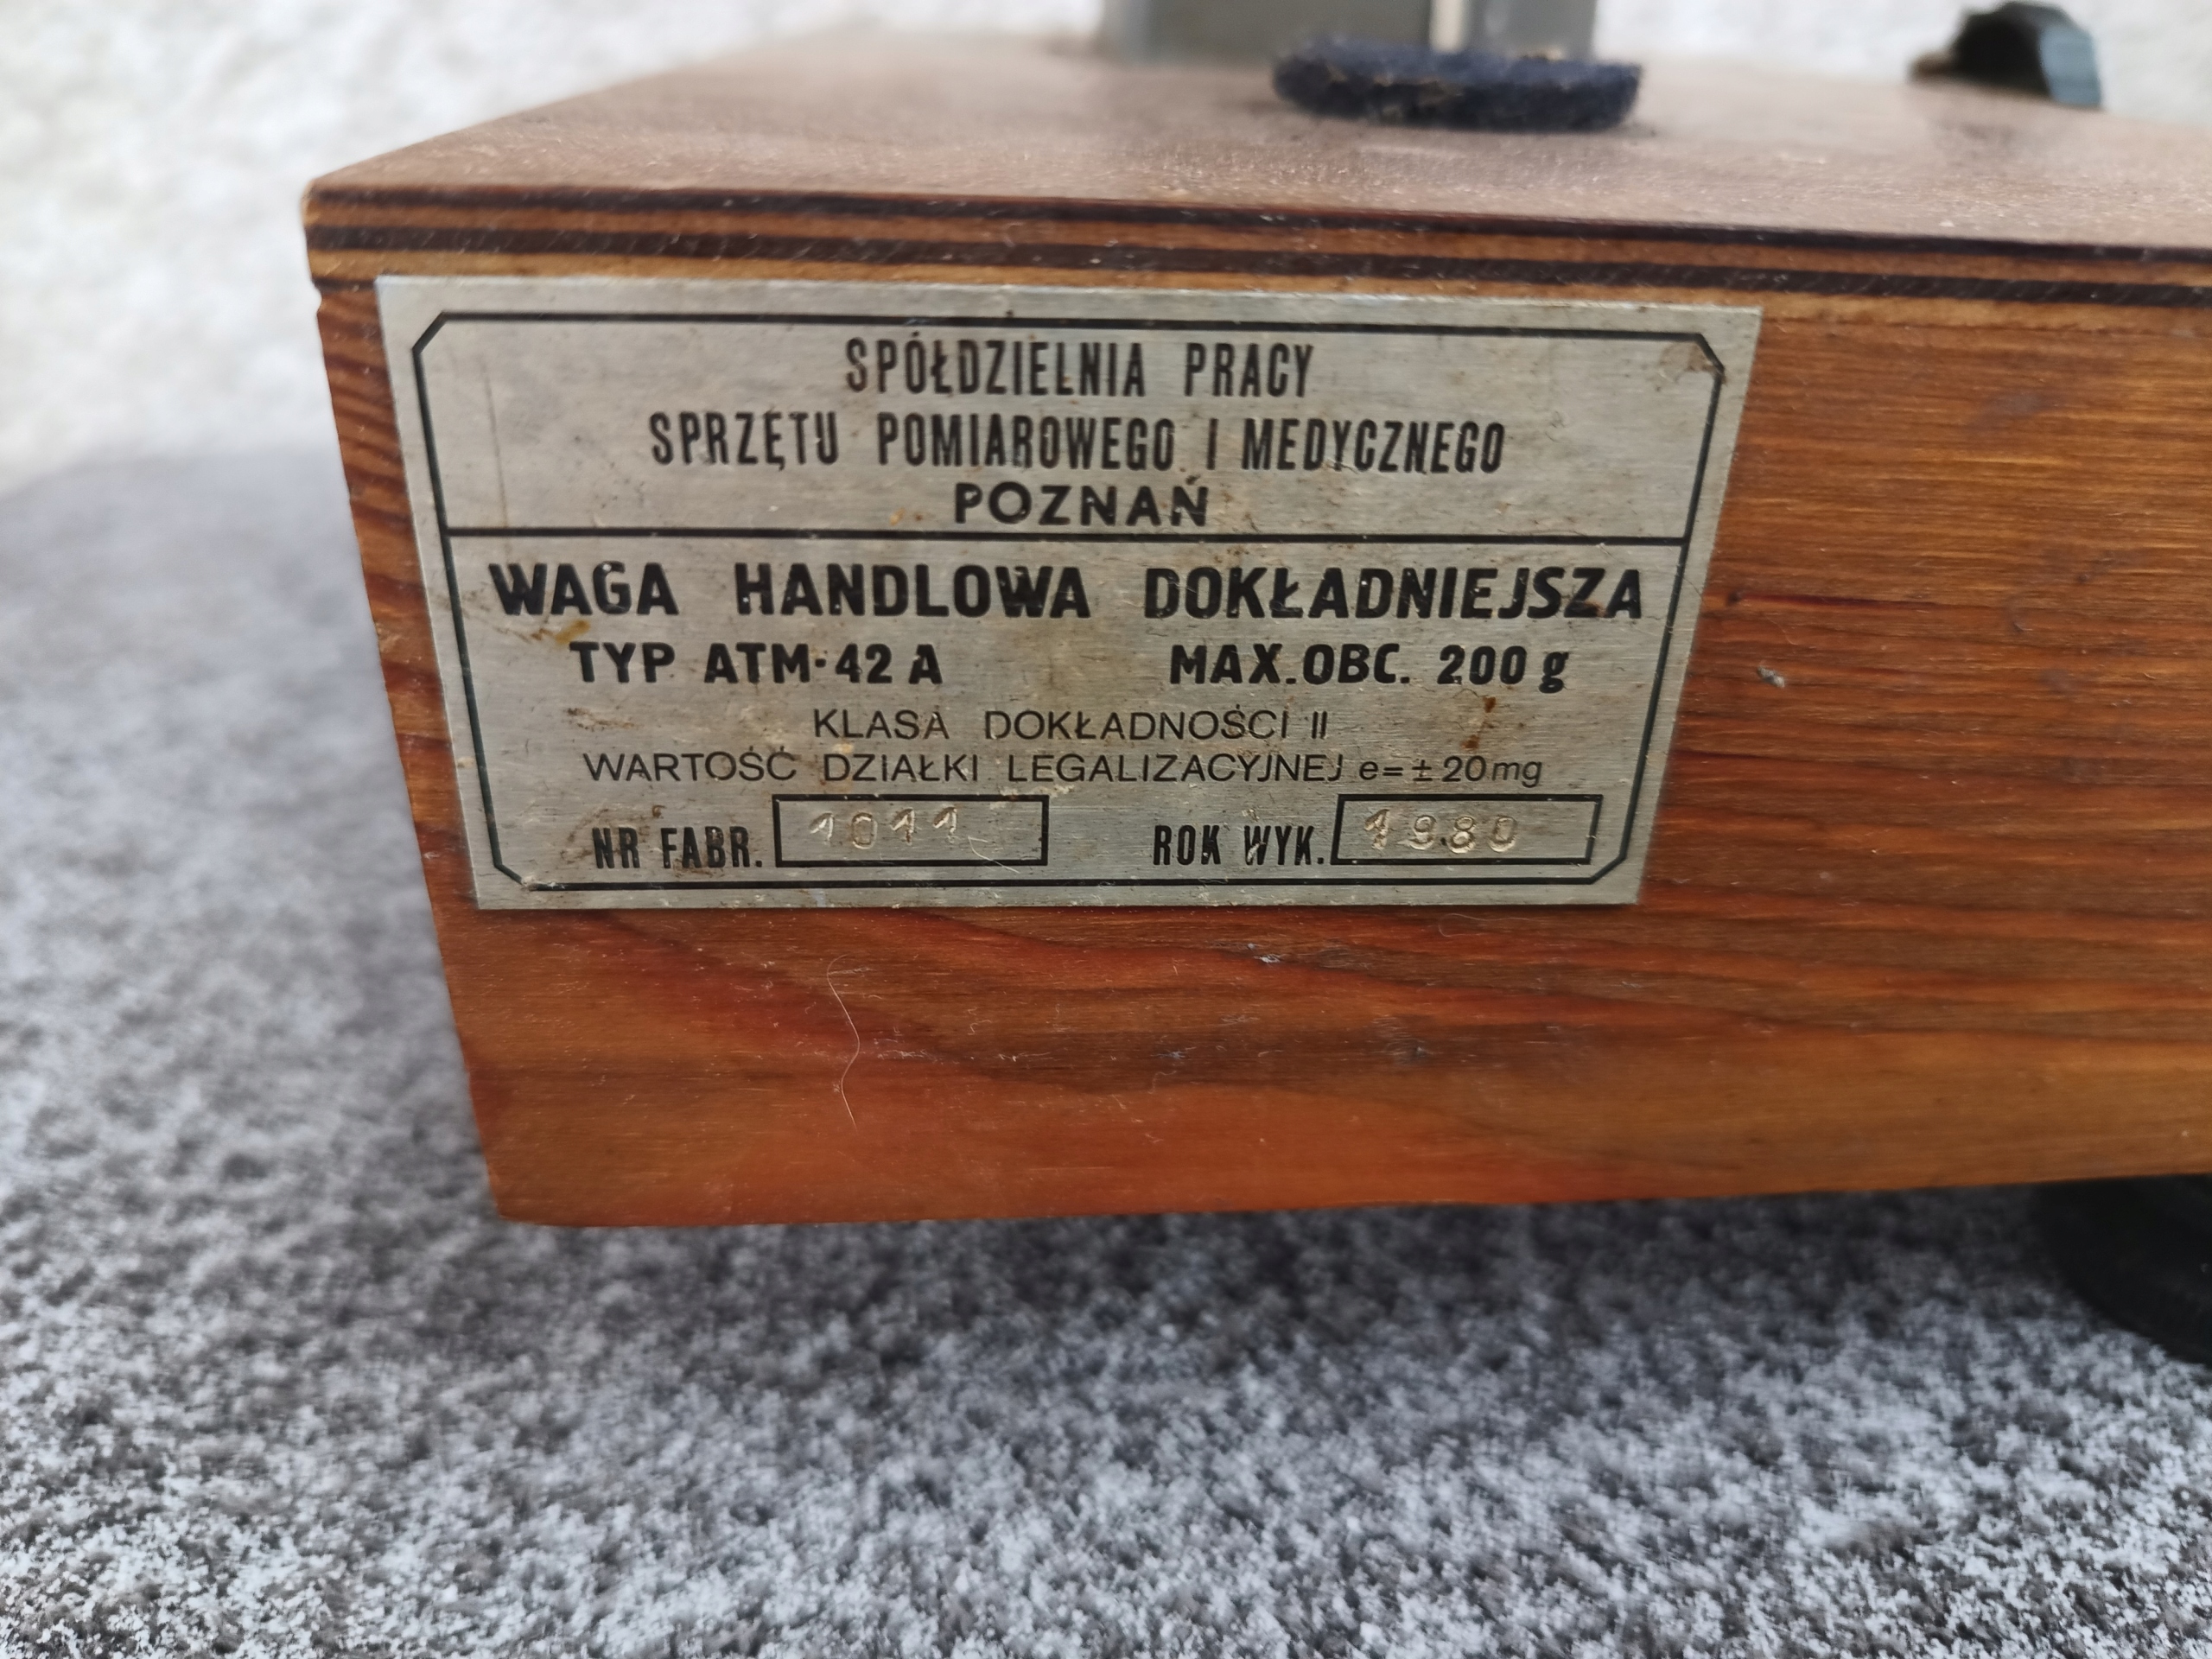 SPÓŁDZIELNIA PRACY
SPRZĘTU POMIAROWEGO I MEDYCZNEGO
POZNAŃ
WAGA HANDLOWA DOKŁADNIEJSZA
TYP ATM-42 A MAX.OBC. 200 g
KLASA DOKŁADNOŚCI II
WARTOŚĆ DZIAŁKI LEGALIZACYJNEJ e=±20mg
NR FABR. 1011 ROK WYK. 1980